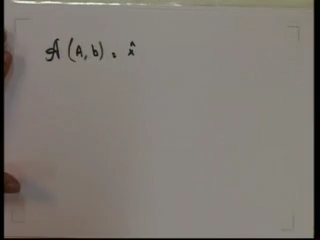 A (A, b) = x̂